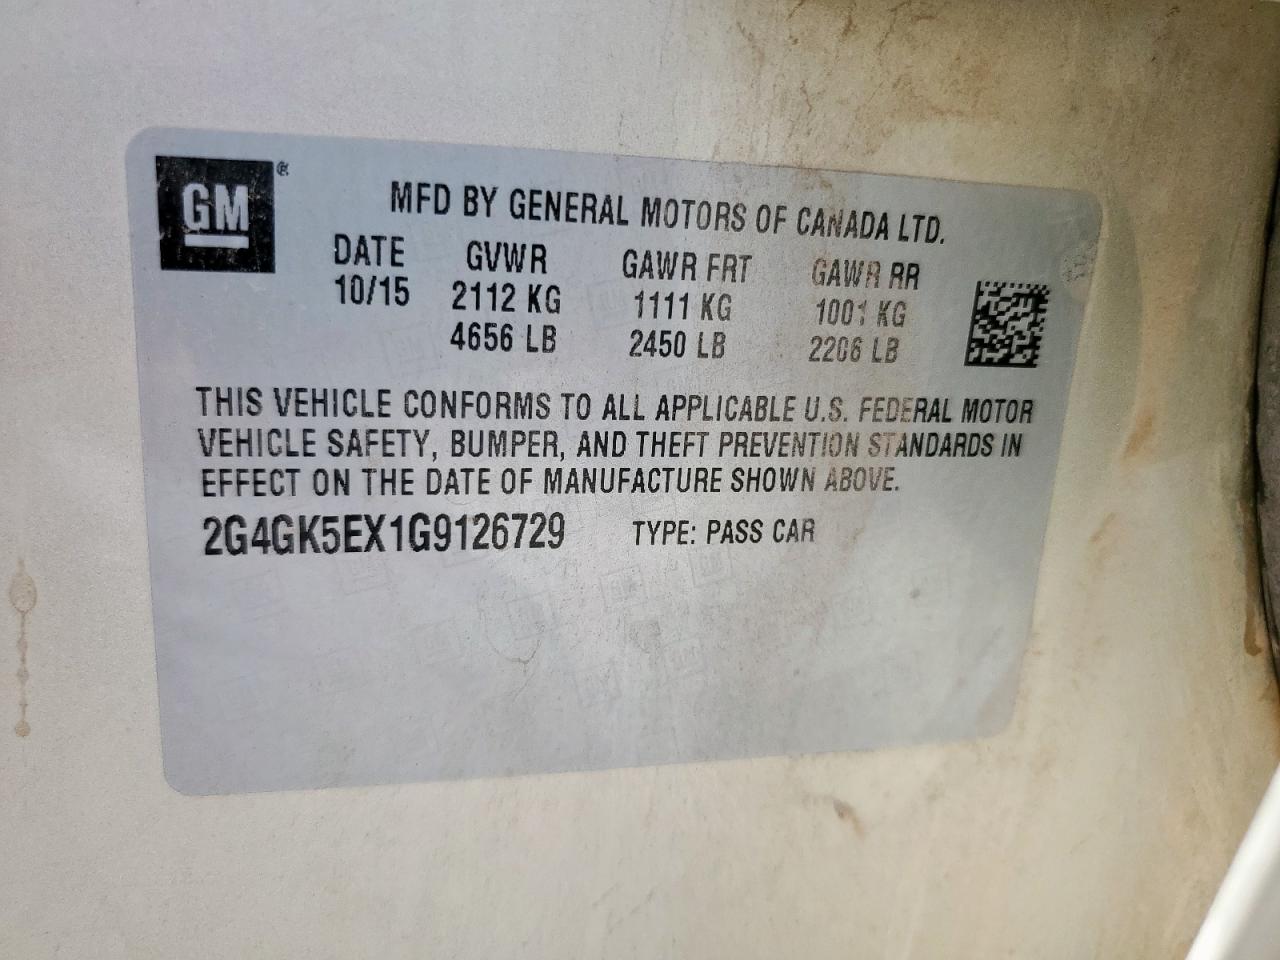 GM®
MFD BY GENERAL MOTORS OF CANADA LTD.
DATE GVWR GAWR FRT GAWR RR
10/15 2112 KG 1111 KG 1001 KG
4656 LB 2450 LB 2206 LB
THIS VEHICLE CONFORMS TO ALL APPLICABLE U.S. FEDERAL MOTOR
VEHICLE SAFETY, BUMPER, AND THEFT PREVENTION STANDARDS IN
EFFECT ON THE DATE OF MANUFACTURE SHOWN ABOVE.
2G4GK5EX1G9126729 TYPE: PASS CAR